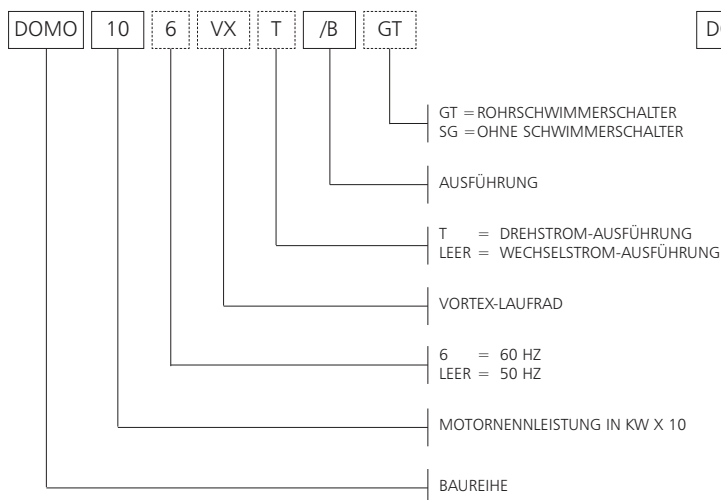 DOMO 10 6 VX T /B GT
GT = ROHRSCHWIMMERSCHALTER
SG = OHNE SCHWIMMERSCHALTER
AUSFÜHRUNG
T = DREHSTROM-AUSFÜHRUNG
LEER = WECHSELSTROM-AUSFÜHRUNG
VORTEX-LAUFRAD
6 = 60 HZ
LEER = 50 HZ
MOTORNENNLEISTUNG IN KW X 10
BAUREIHE